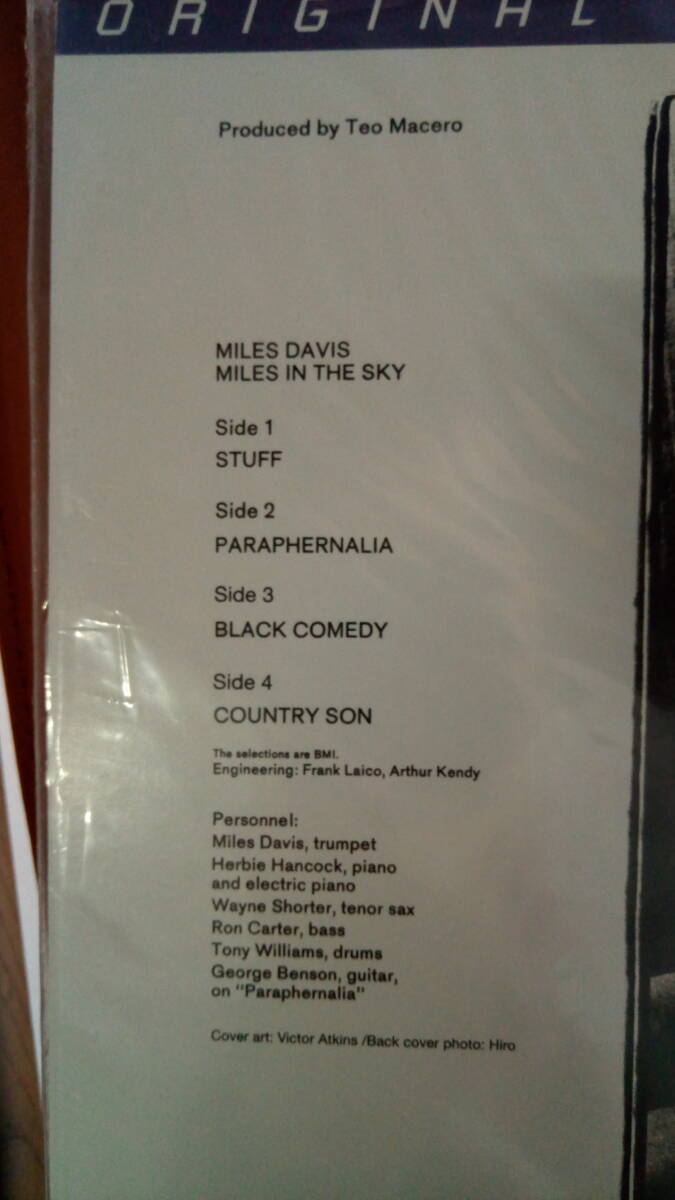 ORIGINAL
Produced by Teo Macero
MILES DAVIS
MILES IN THE SKY
Side 1
STUFF
Side 2
PARAPHERNALIA
Side 3
BLACK COMEDY
Side 4
COUNTRY SON
The selections are BMI.
Engineering: Frank Laico, Arthur Kendy
Personnel:
Miles Davis, trumpet
Herbie Hancock, piano
and electric piano
Wayne Shorter, tenor sax
Ron Carter, bass
Tony Williams, drums
George Benson, guitar,
on "Paraphernalia"
Cover art: Victor Atkins /Back cover photo: Hiro